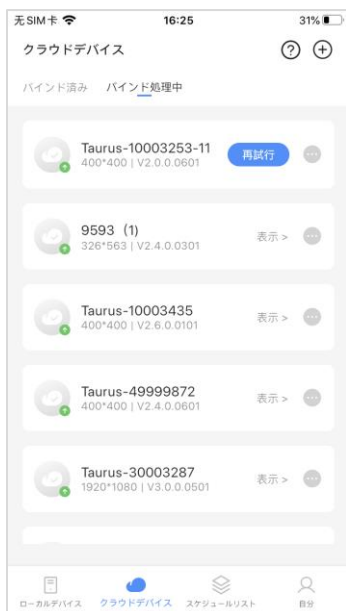 无SIM卡 16:25 31%
クラウドデバイス
バインド済み バインド処理中
Taurus-10003253-11
400*400 | V2.0.0.0601
再試行
9593（1)
326*563 | V2.4.0.0301
表示 >
Taurus-10003435
400*400 | V2.6.0.0101
表示 >
Taurus-49999872
400*400 | V2.4.0.0601
表示 >
Taurus-30003287
1920*1080 | V3.0.0.0501
表示 >
ローカルデバイス クラウドデバイス スケジュールリスト 自分